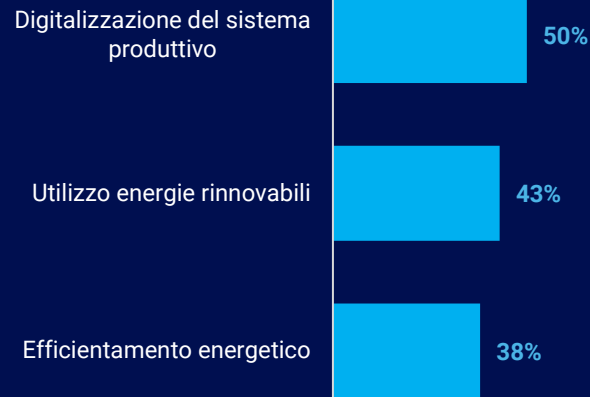 Digitalizzazione del sistema
produttivo
50%
Utilizzo energie rinnovabili
43%
Efficientamento energetico
38%